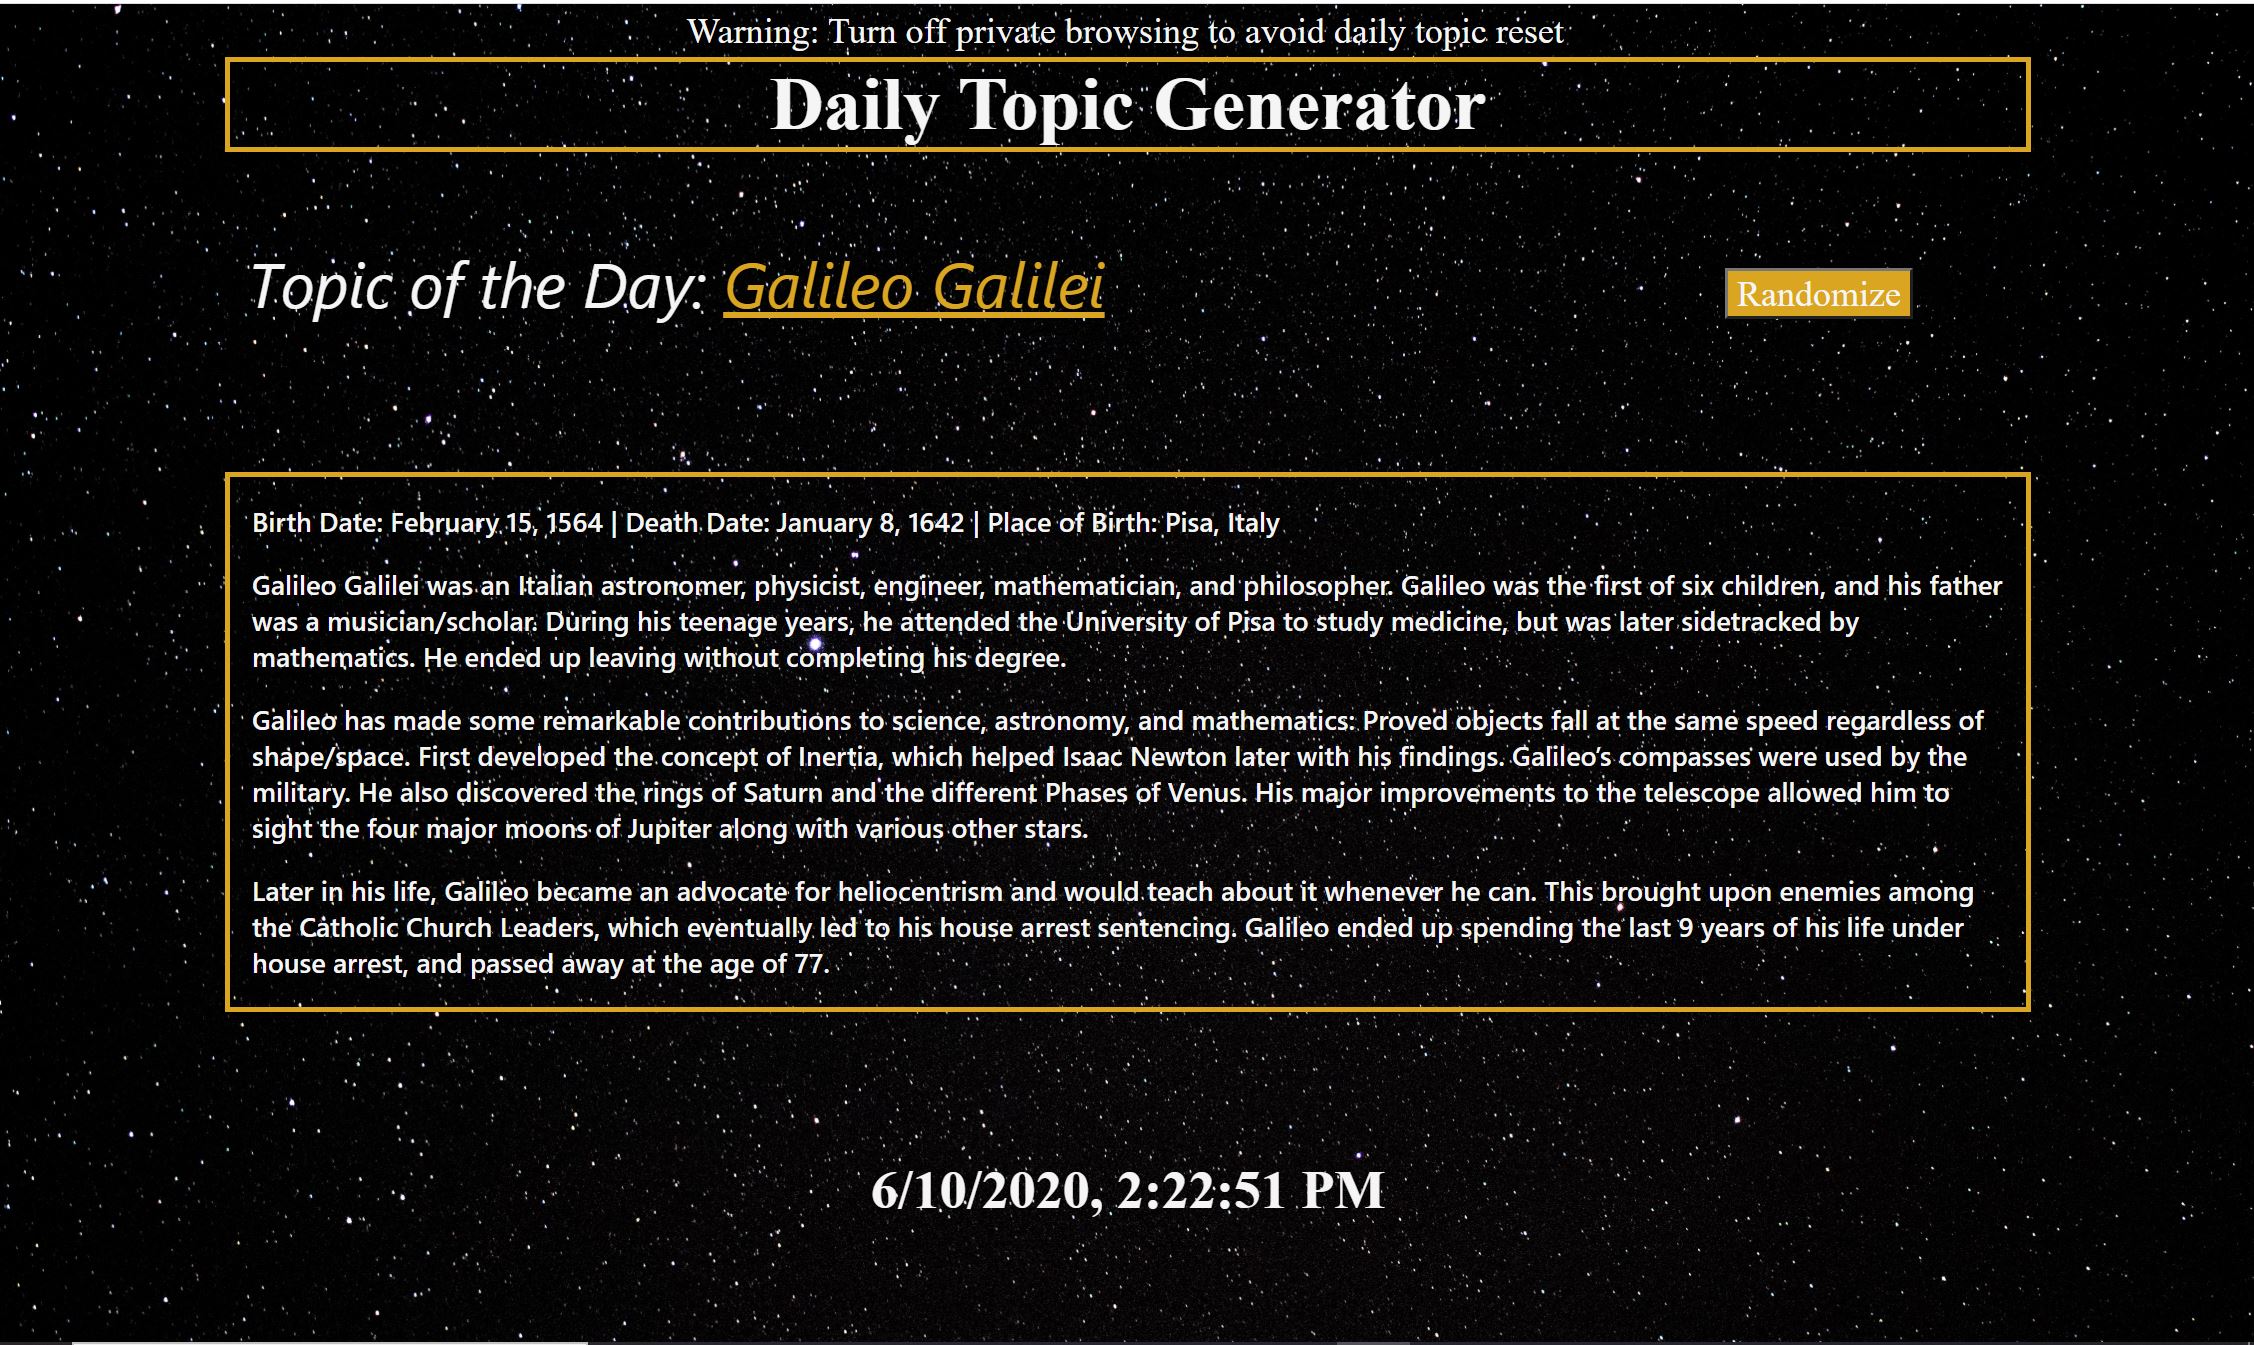 Warning: Turn off private browsing to avoid daily topic reset
Daily Topic Generator
Topic of the Day: Galileo Galilei
Randomize
Birth Date: February 15, 1564 | Death Date: January 8, 1642 | Place of Birth: Pisa, Italy
Galileo Galilei was an Italian astronomer, physicist, engineer, mathematician, and philosopher. Galileo was the first of six children, and his father
was a musician/scholar. During his teenage years, he attended the University of Pisa to study medicine, but was later sidetracked by
mathematics. He ended up leaving without completing his degree.
Galileo has made some remarkable contributions to science, astronomy, and mathematics: Proved objects fall at the same speed regardless of
shape/space. First developed the concept of Inertia, which helped Isaac Newton later with his findings. Galileo’s compasses were used by the
military. He also discovered the rings of Saturn and the different Phases of Venus. His major improvements to the telescope allowed him to
sight the four major moons of Jupiter along with various other stars.
Later in his life, Galileo became an advocate for heliocentrism and would teach about it whenever he can. This brought upon enemies among
the Catholic Church Leaders, which eventually led to his house arrest sentencing. Galileo ended up spending the last 9 years of his life under
house arrest, and passed away at the age of 77.
6/10/2020, 2:22:51 PM